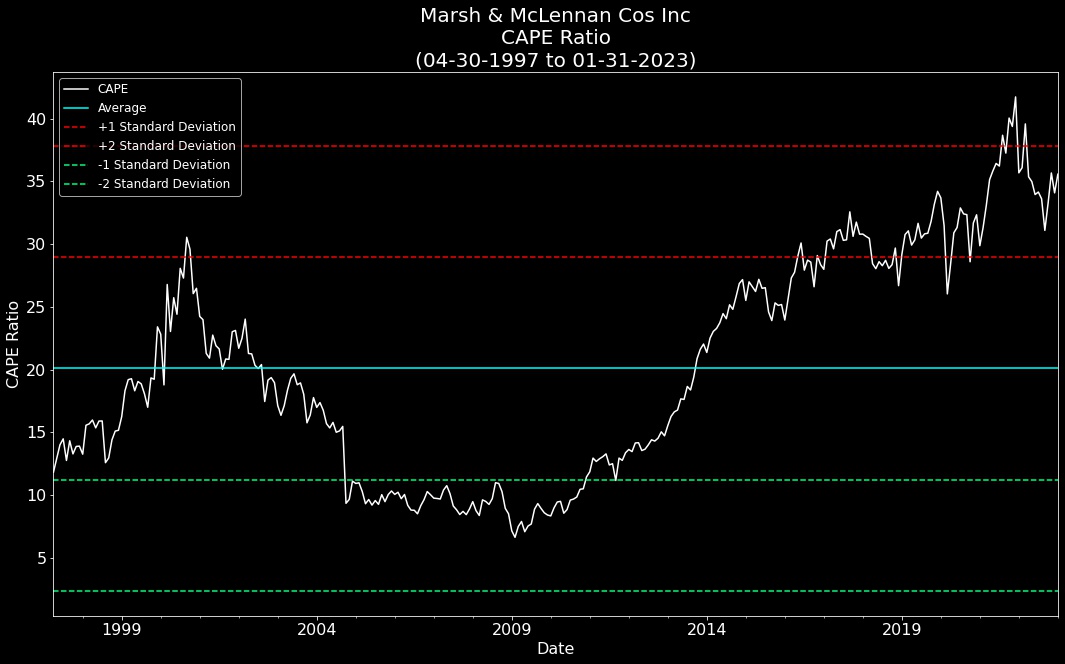 Marsh & McLennan Cos Inc
CAPE Ratio
(04-30-1997 to 01-31-2023)
CAPE
Average
+1 Standard Deviation
+2 Standard Deviation
-1 Standard Deviation
-2 Standard Deviation
CAPE Ratio
40
35
30
25
20
15
10
5
1999
2004
2009
2014
2019
Date